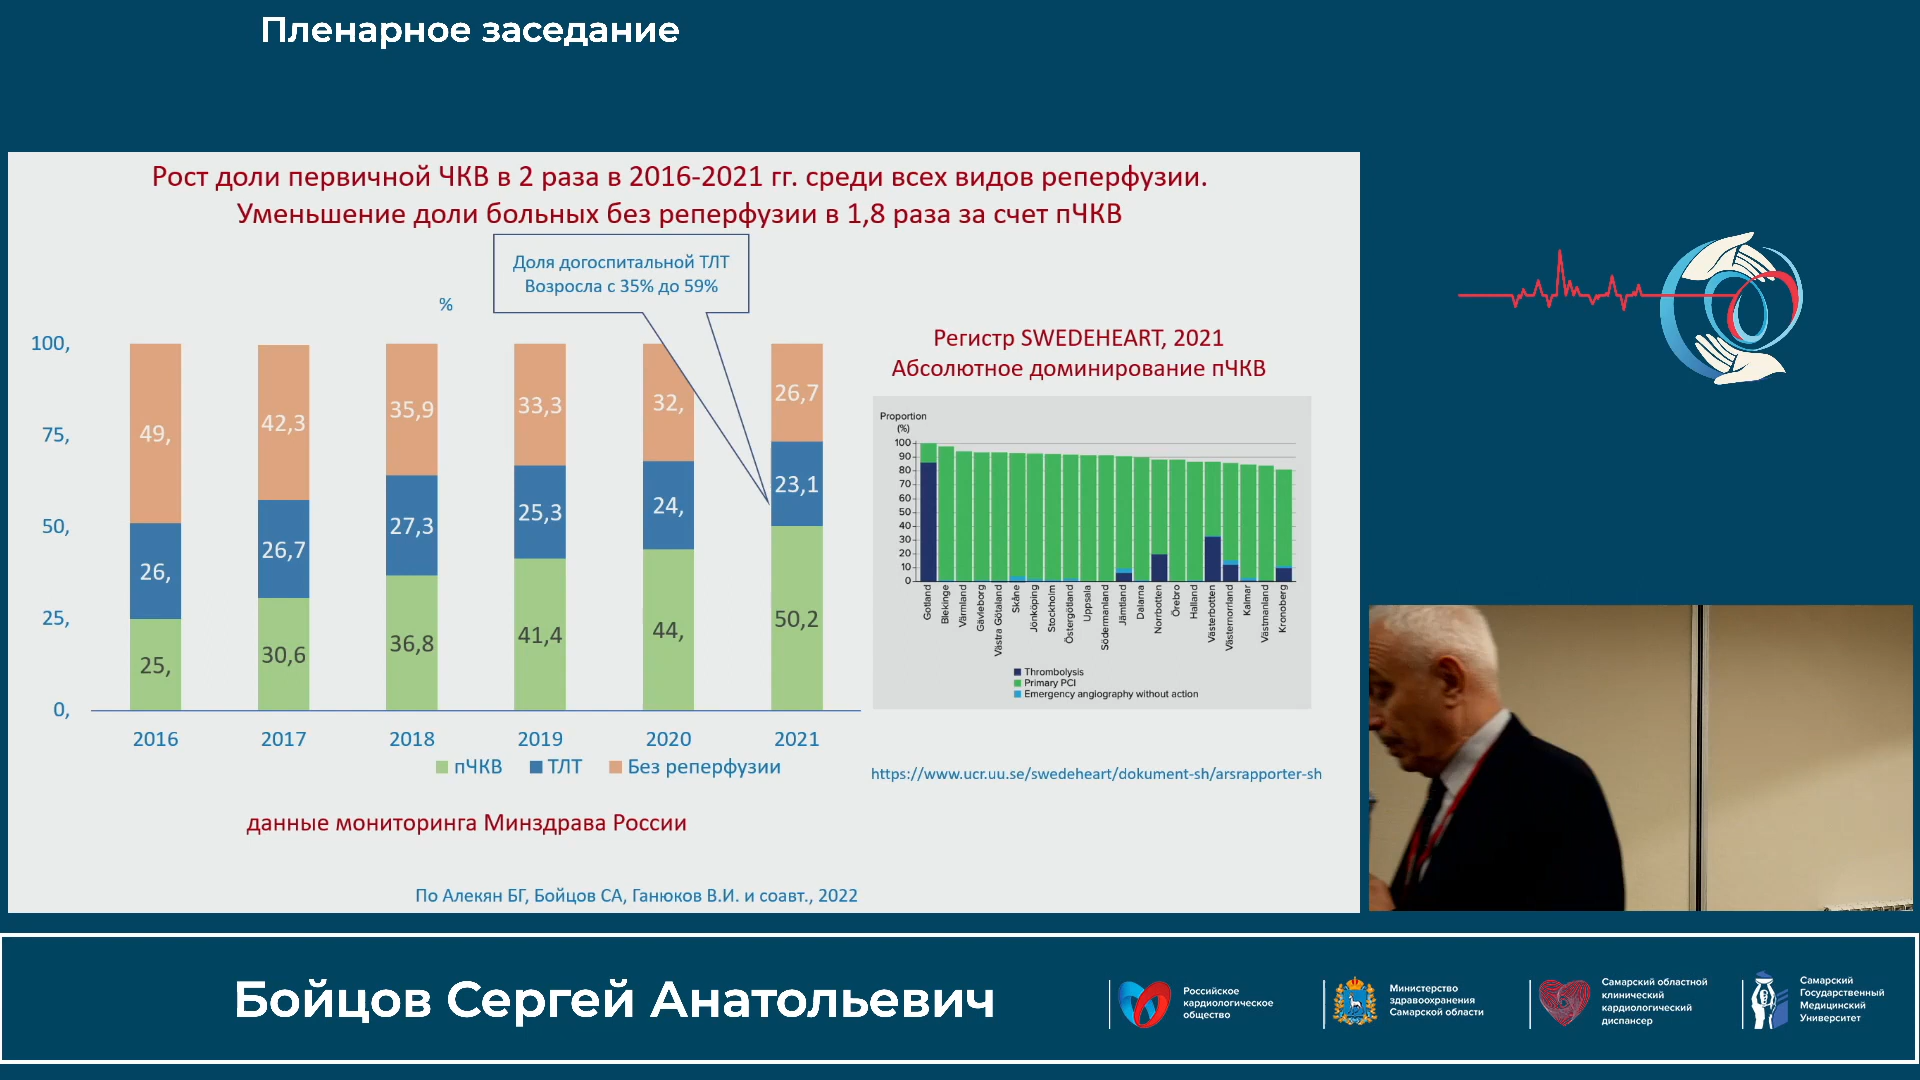 Пленарное заседание
Рост доли первичной ЧКВ в 2 раза в 2016-2021 гг. среди всех видов реперфузии.
Уменьшение доли больных без реперфузии в 1,8 раза за счет пЧКВ
Доля догоспитальной ТЛТ
Возросла с 35% до 59%
%
100,
75,
50,
25,
0,
49,
42,3
35,9
33,3
32,
26,7
26,
26,7
27,3
25,3
24,
23,1
25,
30,6
36,8
41,4
44,
50,2
2016 2017 2018 2019 2020 2021
пЧКВ ТЛТ Без реперфузии
данные мониторинга Минздрава России
Регистр SWEDEHEART, 2021
Абсолютное доминирование пЧКВ
Proportion
(%)
100
90
80
70
60
50
40
30
20
10
0
Gotland
Blekinge
Värmland
Gävleborg
Västra Götaland
Skåne
Jönköping
Stockholm
Östergötland
Uppsala
Södermanland
Jämtland
Dalarna
Norrbotten
Örebro
Halland
Västerbotten
Västernorrland
Kalmar
Västmanland
Kronoberg
Thrombolysis
Primary PCI
Emergency angiography without action
https://www.ucr.uu.se/swedeheart/dokument-sh/arsrapporter-sh
По Алекян БГ, Бойцов СА, Ганюков В.И. и соавт., 2022
Бойцов Сергей Анатольевич
Российское
кардиологическое
общество
Министерство
здравоохранения
Самарской области
Самарский областной
клинический
кардиологический
диспансер
Самарский
Государственный
Медицинский
Университет